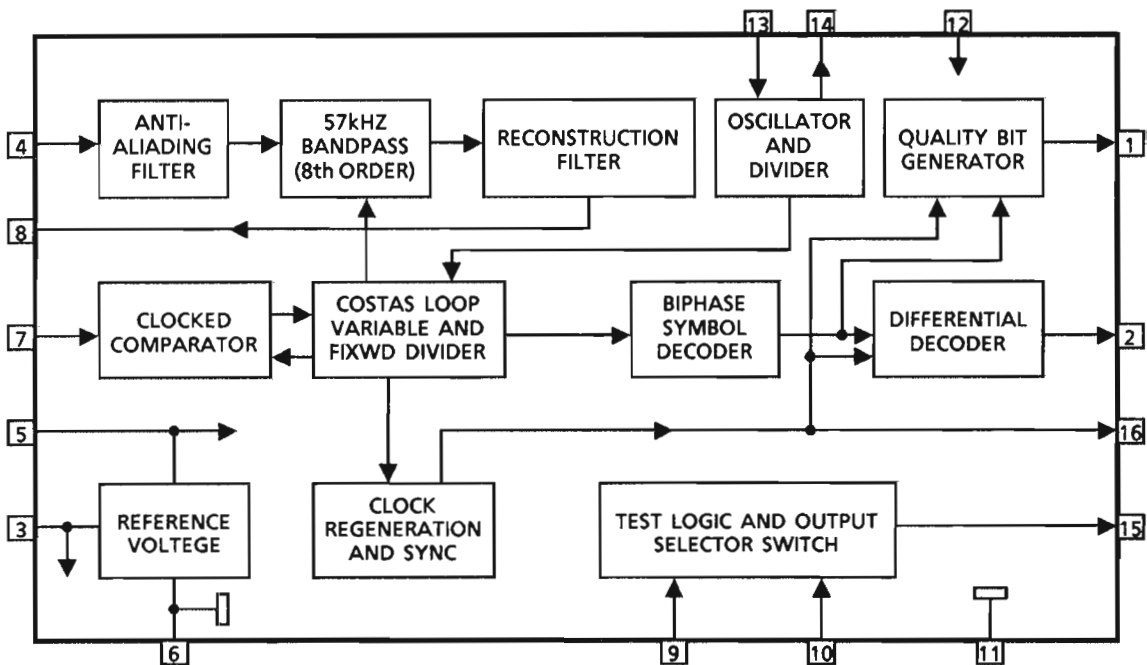 13
14
12
4
ANTI-
ALIADING
FILTER
57kHZ
BANDPASS
(8th ORDER)
RECONSTRUCTION
FILTER
OSCILLATOR
AND
DIVIDER
QUALITY BIT
GENERATOR
1
8
7
CLOCKED
COMPARATOR
COSTAS LOOP
VARIABLE AND
FIXWD DIVIDER
BIPHASE
SYMBOL
DECODER
DIFFERENTIAL
DECODER
2
5
16
3
REFERENCE
VOLTEGE
CLOCK
REGENERATION
AND SYNC
TEST LOGIC AND OUTPUT
SELECTOR SWITCH
15
6
9
10
11